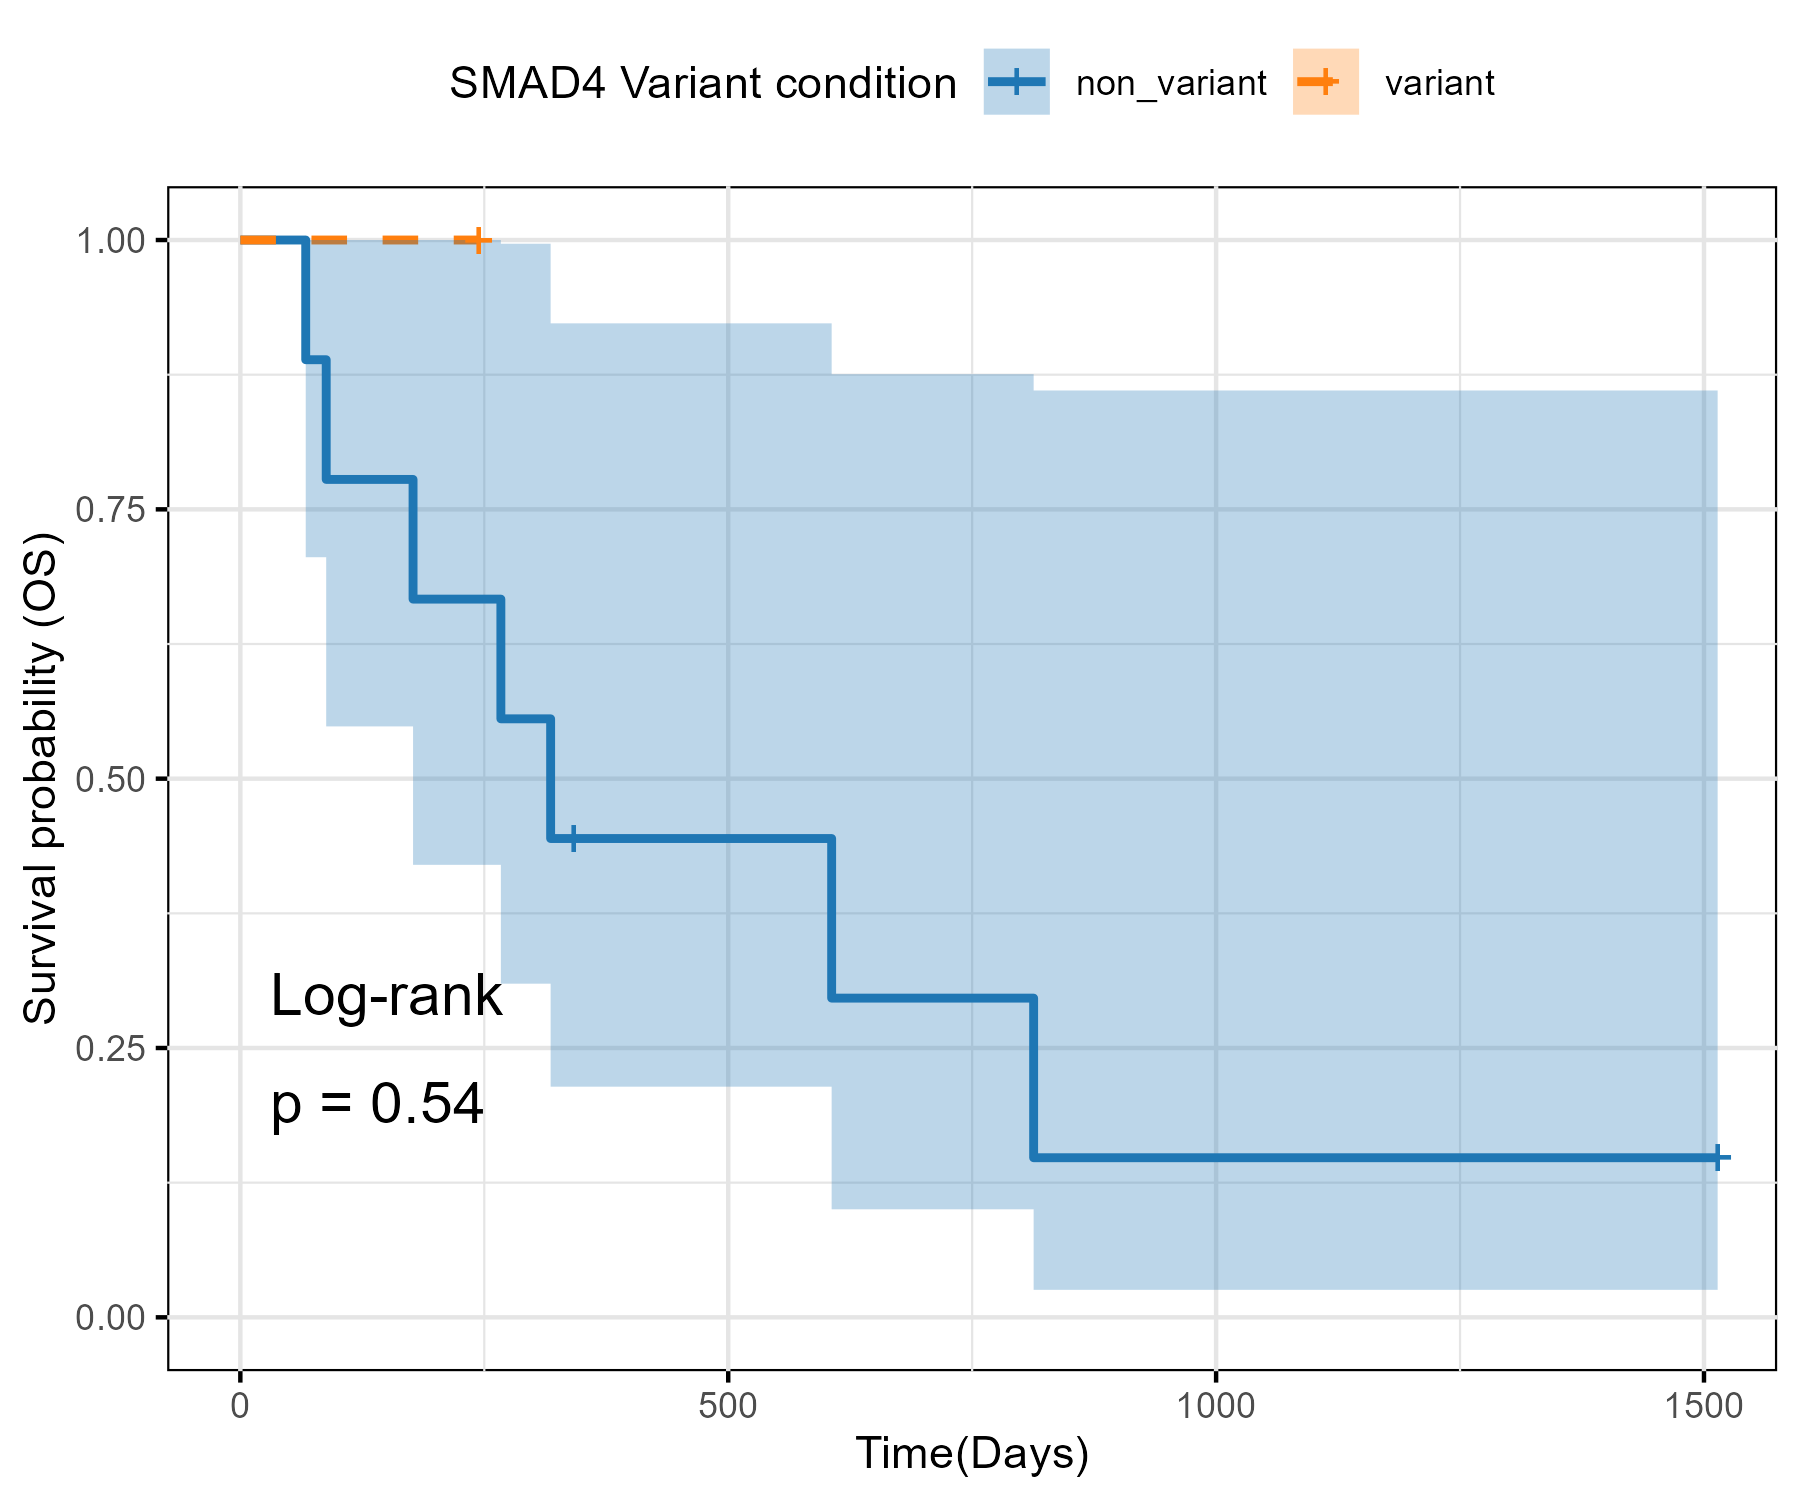 SMAD4 Variant condition non_variant variant
1.00
0.75
0.50
0.25
0.00
Survival probability (OS)
Log-rank
p = 0.54
0 500 1000 1500
Time(Days)